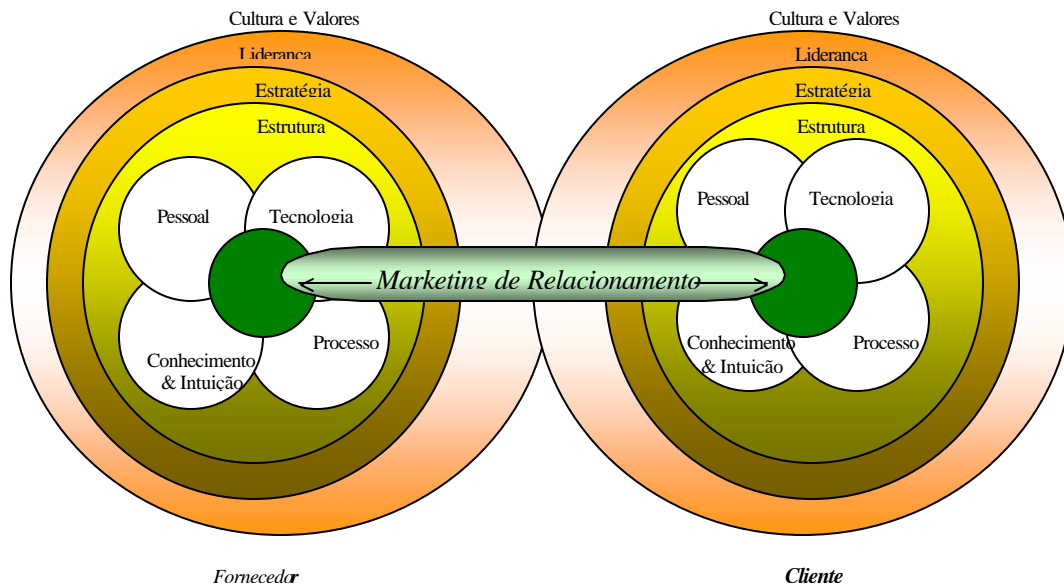 Cultura e Valores
Liderança
Estratégia
Estrutura
Pessoal
Tecnologia
Conhecimento
& Intuição
Processo
Marketing de Relacionamento
Cultura e Valores
Liderança
Estratégia
Estrutura
Pessoal
Tecnologia
Conhecimento
& Intuição
Processo
Fornecedor
Cliente